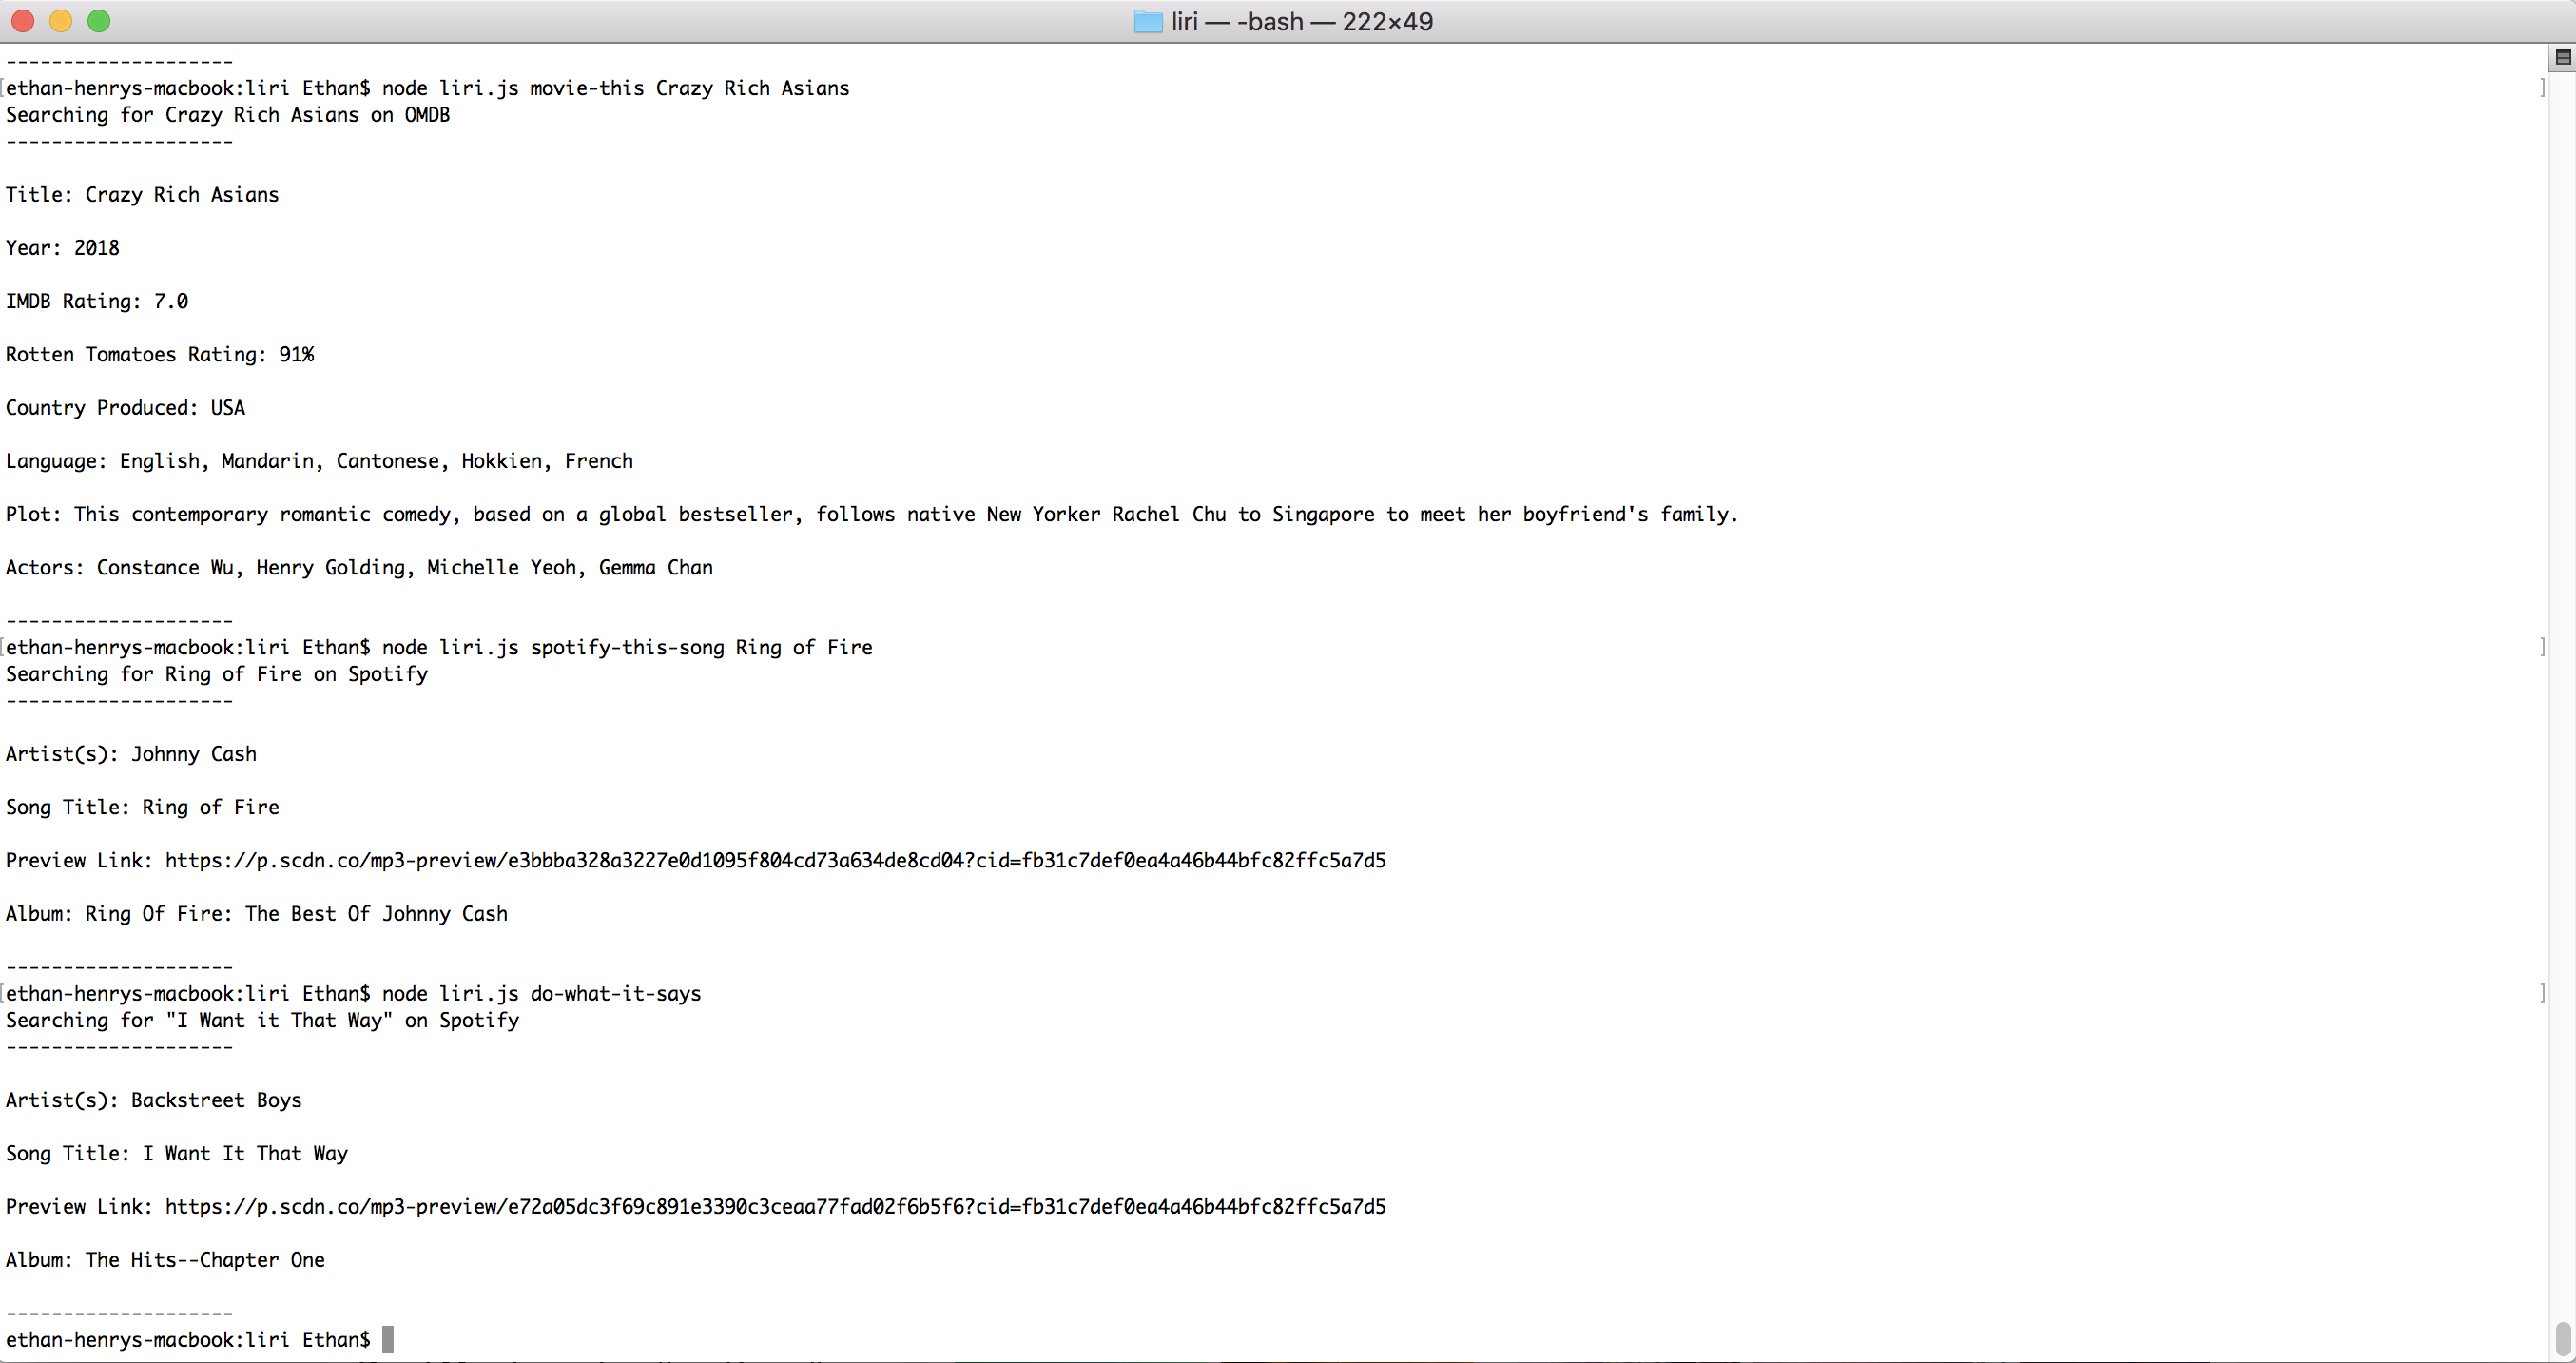 liri — -bash — 222×49
--------------------
ethan-henrys-macbook:liri Ethan$ node liri.js movie-this Crazy Rich Asians
Searching for Crazy Rich Asians on OMDB
--------------------
Title: Crazy Rich Asians
Year: 2018
IMDB Rating: 7.0
Rotten Tomatoes Rating: 91%
Country Produced: USA
Language: English, Mandarin, Cantonese, Hokkien, French
Plot: This contemporary romantic comedy, based on a global bestseller, follows native New Yorker Rachel Chu to Singapore to meet her boyfriend's family.
Actors: Constance Wu, Henry Golding, Michelle Yeoh, Gemma Chan
--------------------
ethan-henrys-macbook:liri Ethan$ node liri.js spotify-this-song Ring of Fire
Searching for Ring of Fire on Spotify
--------------------
Artist(s): Johnny Cash
Song Title: Ring of Fire
Preview Link: https://p.scdn.co/mp3-preview/e3bbba328a3227e0d1095f804cd73a634de8cd04?cid=fb31c7def0ea4a46b44bfc82ffc5a7d5
Album: Ring Of Fire: The Best Of Johnny Cash
--------------------
ethan-henrys-macbook:liri Ethan$ node liri.js do-what-it-says
Searching for "I Want it That Way" on Spotify
--------------------
Artist(s): Backstreet Boys
Song Title: I Want It That Way
Preview Link: https://p.scdn.co/mp3-preview/e72a05dc3f69c891e3390c3ceaa77fad02f6b5f6?cid=fb31c7def0ea4a46b44bfc82ffc5a7d5
Album: The Hits--Chapter One
--------------------
ethan-henrys-macbook:liri Ethan$